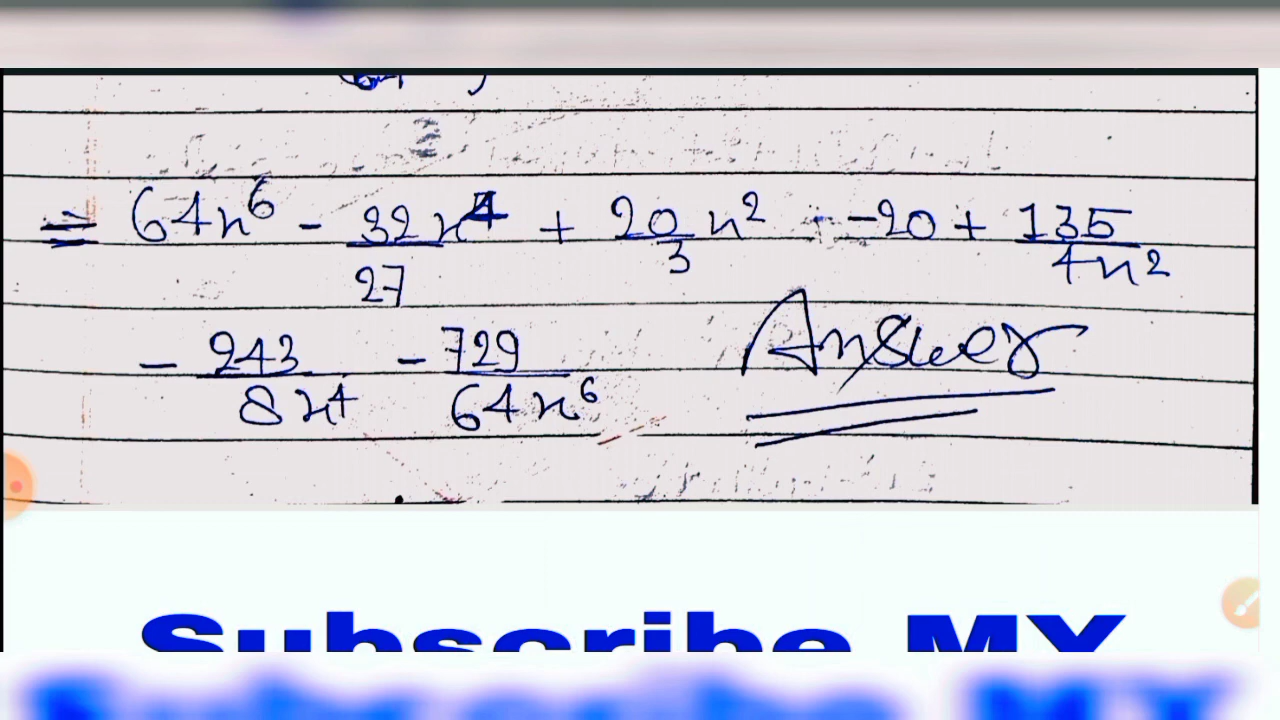 = 64x⁶ - 32x⁴/27 + 20/3 x² - 20 + 135/4x²
- 243/8x⁴ - 729/64x⁶ Answer
Subscribe MY